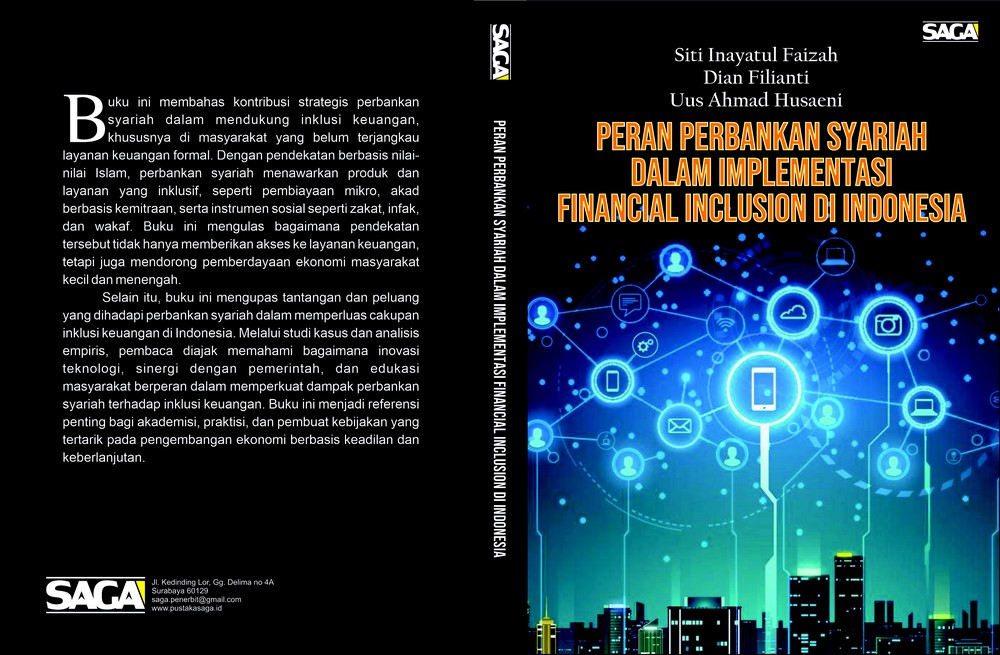 Buku ini membahas kontribusi strategis perbankan
syariah dalam mendukung inklusi keuangan,
khususnya di masyarakat yang belum terjangkau
layanan keuangan formal. Dengan pendekatan berbasis nilai-
nilai Islam, perbankan syariah menawarkan produk dan
layanan yang inklusif, seperti pembiayaan mikro, akad
berbasis kemitraan, serta instrumen sosial seperti zakat, infak,
dan wakaf. Buku ini mengulas bagaimana pendekatan
tersebut tidak hanya memberikan akses ke layanan keuangan,
tetapi juga mendorong pemberdayaan ekonomi masyarakat
kecil dan menengah.
Selain itu, buku ini mengupas tantangan dan peluang
yang dihadapi perbankan syariah dalam memperluas cakupan
inklusi keuangan di Indonesia. Melalui studi kasus dan analisis
empiris, pembaca diajak memahami bagaimana inovasi
teknologi, sinergi dengan pemerintah, dan edukasi
masyarakat berperan dalam memperkuat dampak perbankan
syariah terhadap inklusi keuangan. Buku ini menjadi referensi
penting bagi akademisi, praktisi, dan pembuat kebijakan yang
tertarik pada pengembangan ekonomi berbasis keadilan dan
keberlanjutan.
SAGA
Jl. Kedinding Lor, Gg. Delima no 4A
Surabaya 60129
saga.penerbit@gmail.com
www.pustakasaga.id
SAGA
PERAN PERBANKAN SYARIAH DALAM IMPLEMENTASI FINANCIAL INCLUSION DI INDONESIA
SAGA
Siti Inayatul Faizah
Dian Filianti
Uus Ahmad Husaeni
PERAN PERBANKAN SYARIAH
DALAM IMPLEMENTASI
FINANCIAL INCLUSION DI INDONESIA